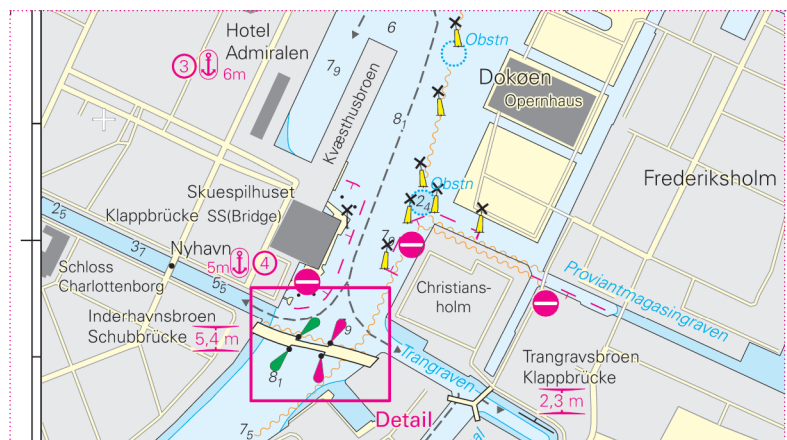 Hotel
Admiralen
3
6m
6
7₉
8₁
Kvæsthusbroen
Obstn
Dokøen
Opernhaus
Obstn
2₄
Frederiksholm
Skuespilhuset
Klappbrücke SS(Bridge)
2₅
3₇
Nyhavn
5m
4
5₅
Schloss
Charlottenborg
Christians-
holm
Proviantmagasingraven
Inderhavnsbroen
Schubbrücke
5,4 m
9
8₁
Trangraven
Trangravsbroen
Klappbrücke
2,3 m
Detail
7₅